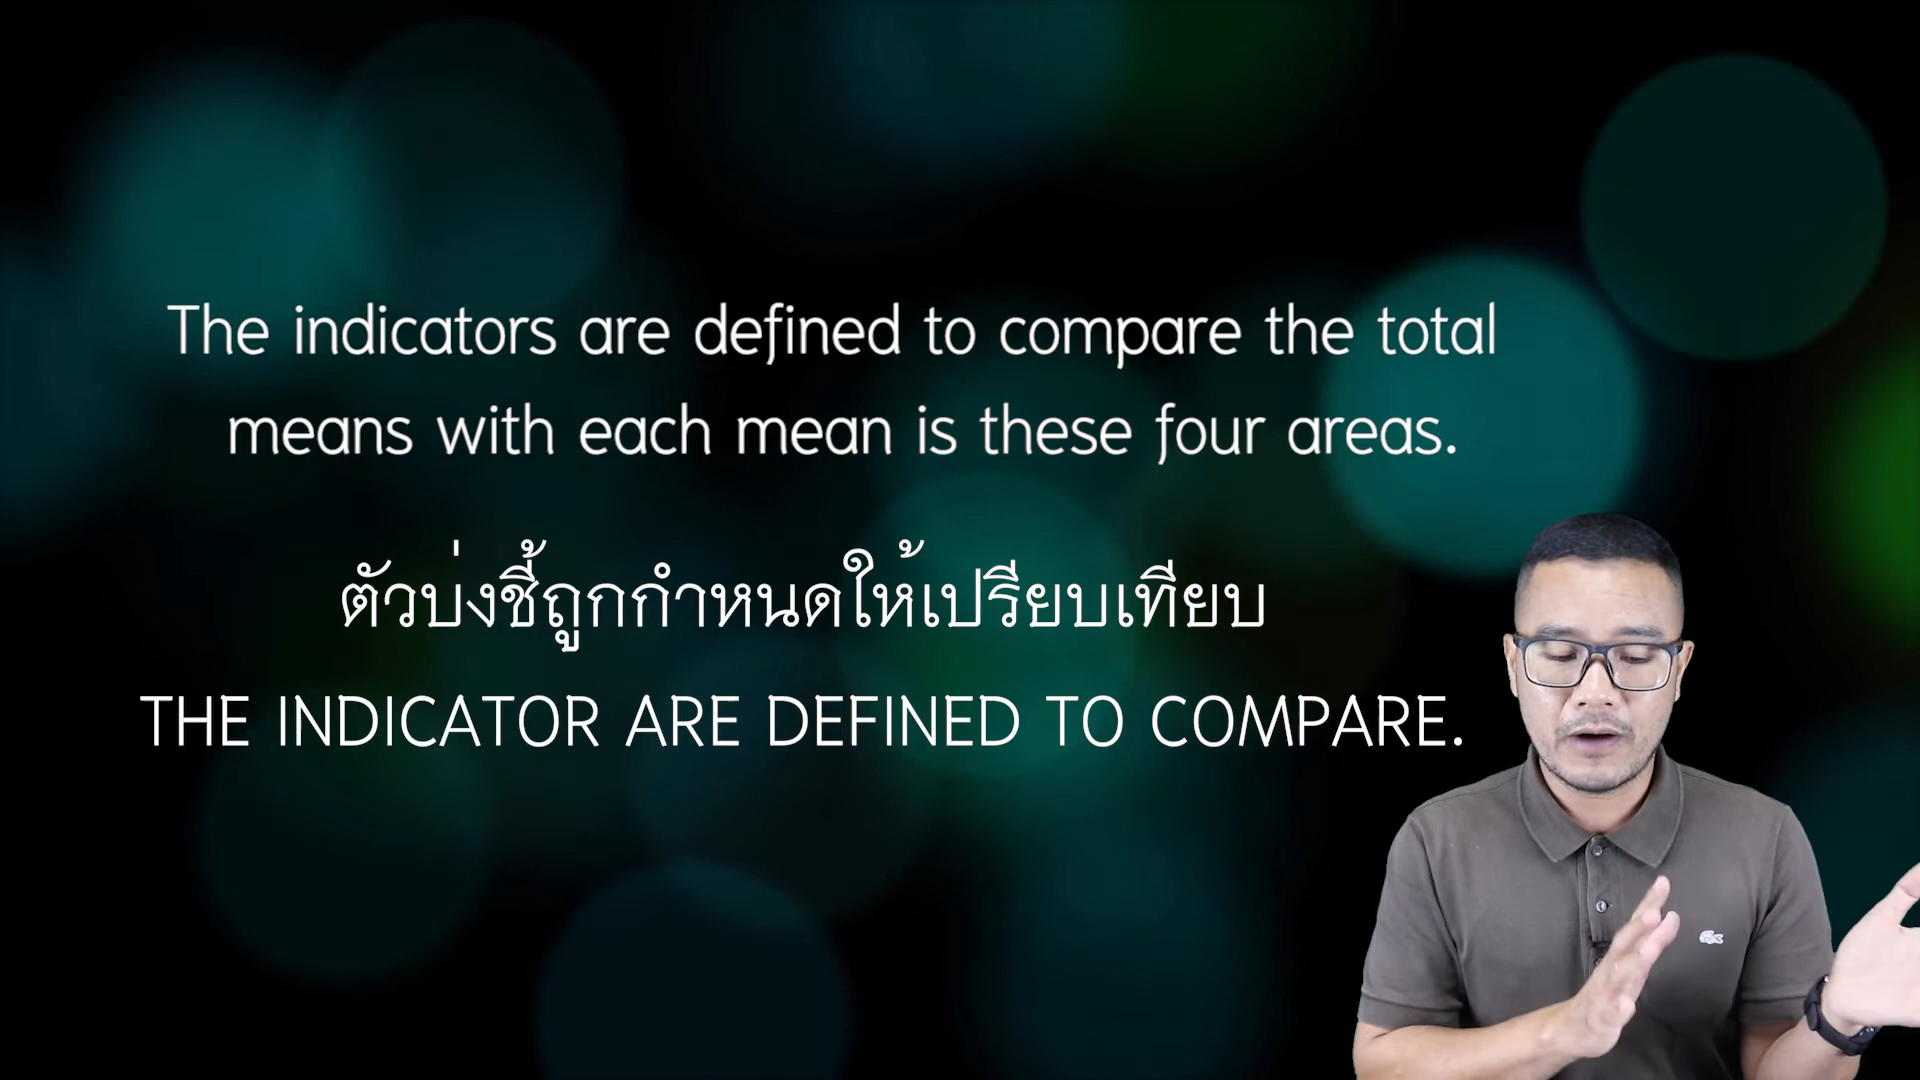 The indicators are defined to compare the total
means with each mean is these four areas.
ตัวบ่งชี้ถูกกำหนดให้เปรียบเทียบ
THE INDICATOR ARE DEFINED TO COMPARE.